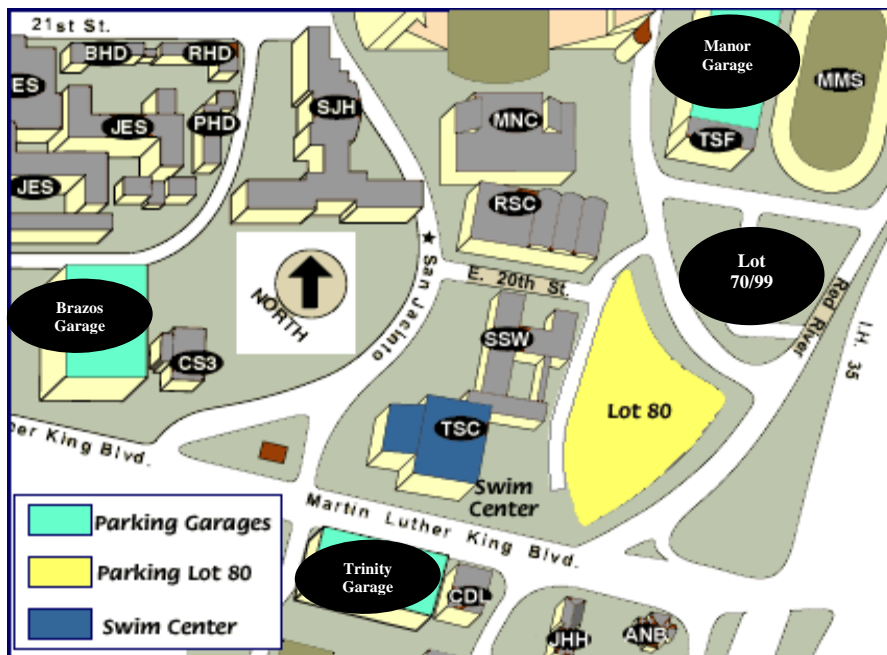 21st St.
BHD
RHD
ES
JES
PHD
JES
SJH
MNC
RSC
Manor
Garage
MMS
TSF
Lot
70/99
San Jacinto
E. 20th St.
Red River
I.H. 35
NORTH
Brazos
Garage
CS3
SSW
TSC
Lot 80
Swim
Center
her King Blvd.
Martin Luther King Blvd.
Parking Garages
Parking Lot 80
Swim Center
Trinity
Garage
CDL
JHH
ANB